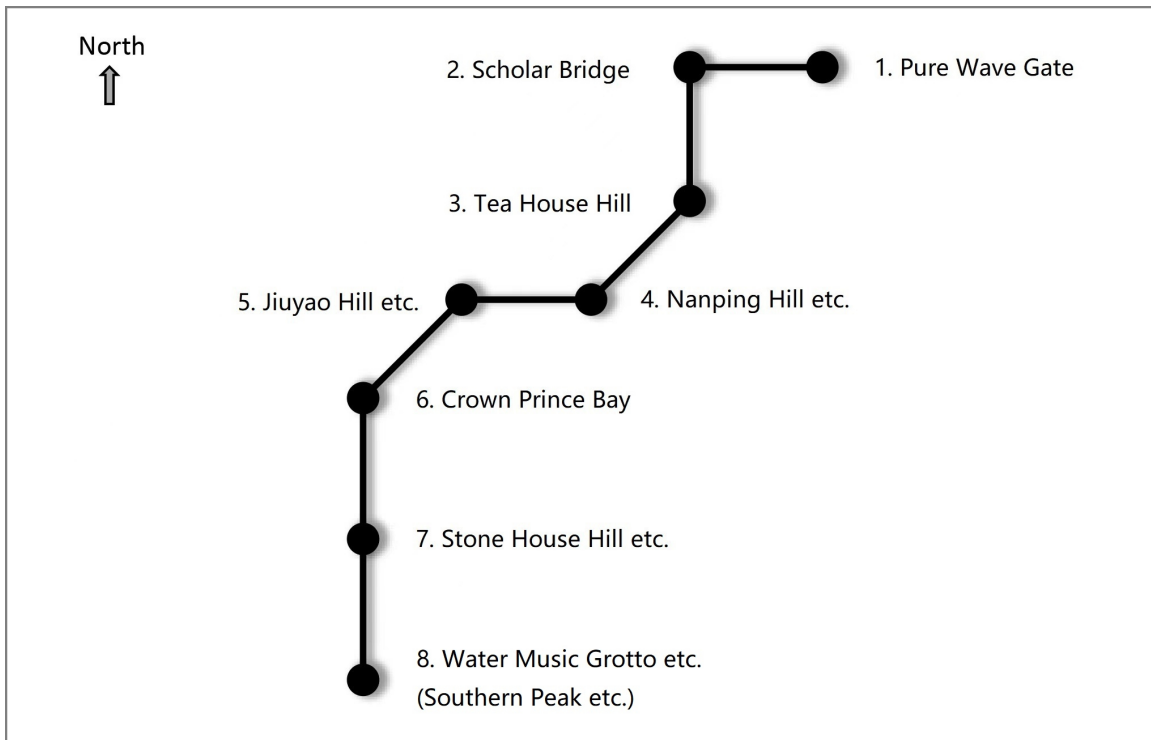 North
2. Scholar Bridge
1. Pure Wave Gate
3. Tea House Hill
5. Jiuyao Hill etc.
4. Nanping Hill etc.
6. Crown Prince Bay
7. Stone House Hill etc.
8. Water Music Grotto etc.
(Southern Peak etc.)